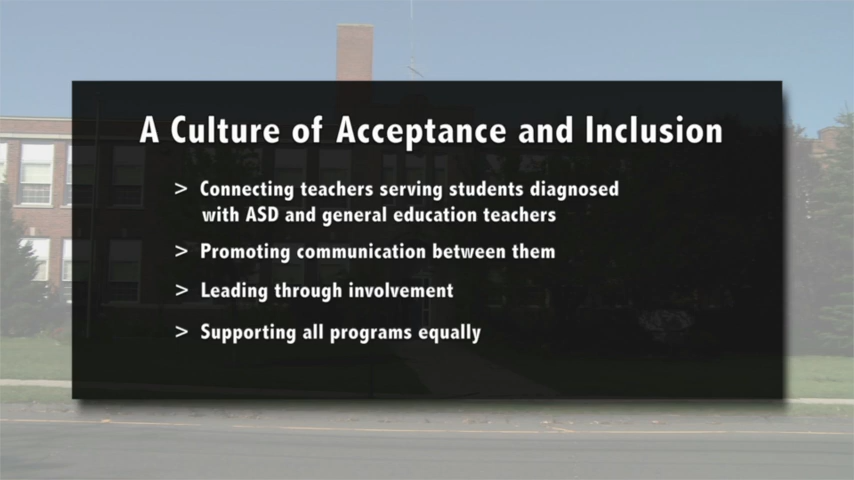 A Culture of Acceptance and Inclusion
> Connecting teachers serving students diagnosed
with ASD and general education teachers
> Promoting communication between them
> Leading through involvement
> Supporting all programs equally